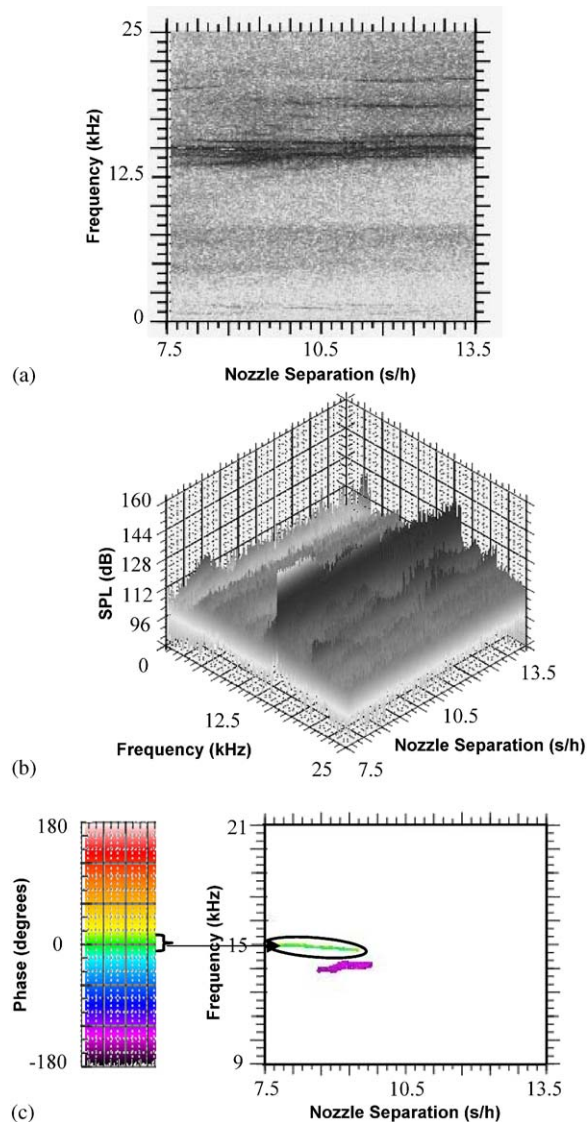 25
Frequency (kHz)
12.5
0
7.5 10.5 13.5
Nozzle Separation (s/h)
(a)
160
144
128
112
96
SPL (dB)
0
12.5
25
Frequency (kHz)
7.5
10.5
13.5
Nozzle Separation (s/h)
(b)
180
0
-180
Phase (degrees)
21
15
9
Frequency (kHz)
7.5 10.5 13.5
Nozzle Separation (s/h)
(c)